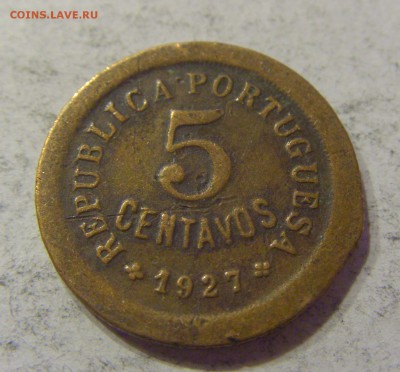 COINS.LAVE.RU
REPUBLICA·PORTUGUESA
5
CENTAVOS
1927